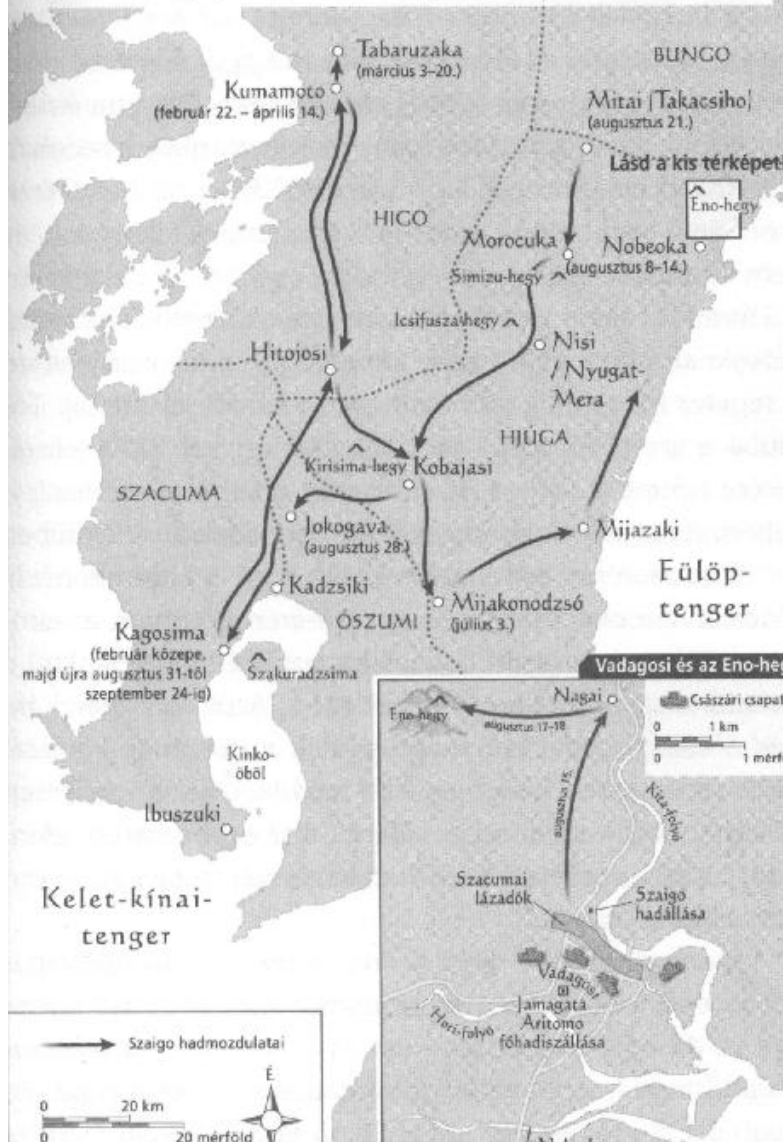 Tabaruzaka
(március 3–20.)
Kumamoto
(február 22. – április 14.)
BUNGO
Mitai (Takacsiho)
(augusztus 21.)
Lásd a kis térképet
Eno-hegy
HIGO
Morocuka
Nobeoka
(augusztus 8–14.)
Simizu-hegy
Icsifusza-hegy
Nisi
/ Nyugat-
Mera
Hitojosi
HJÚGA
Kirisima-hegy
Kobajasi
SZACUMA
Jokogava
(augusztus 28.)
Mijazaki
Fülöp-
tenger
Kadzsiki
ÓSZUMI
Mijakonodzsó
(július 3.)
Kagosima
(február közepe,
majd újra augusztus 31-től
szeptember 24-ig)
Szakuradzsima
Kinko-
öböl
Ibuszuki
Kelet-kínai-
tenger
Vadagosi és az Eno-heg
Nagai
Eno-hegy
augusztus 17–18
Császári csapat
0 1 km
0 1 mérf
Kita-folyó
augusztus 15.
Szacumai
lázadók
Szaigo
hadállása
Vadagosi
Jamagata
Aritomo
főhadiszállása
Hori-folyó
Szaigo hadmozdulatai
É
0 20 km
0 20 mérföld